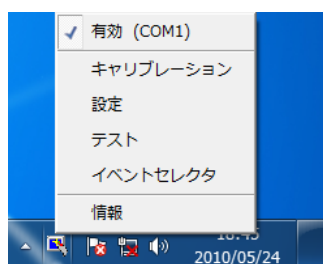 有効 (COM1)
キャリブレーション
設定
テスト
イベントセレクタ
情報
2010/05/24